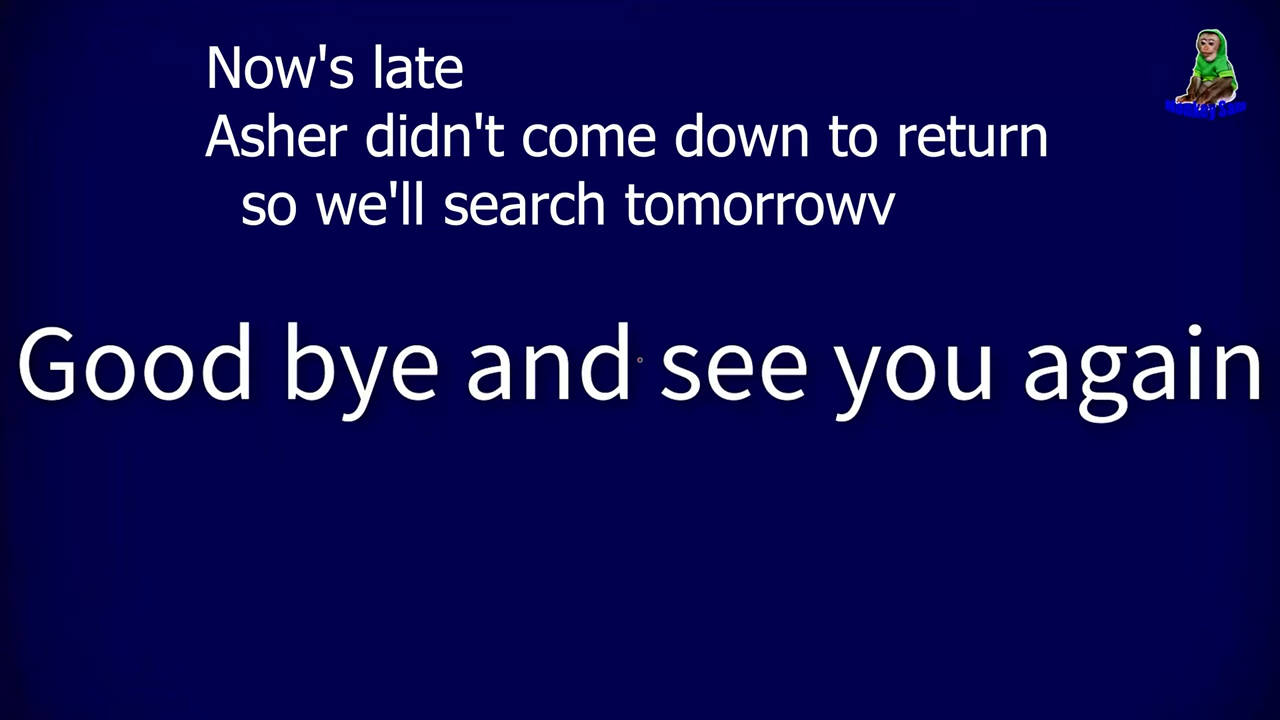 Now's late
Asher didn't come down to return
so we'll search tomorrowv
Good bye and see you again